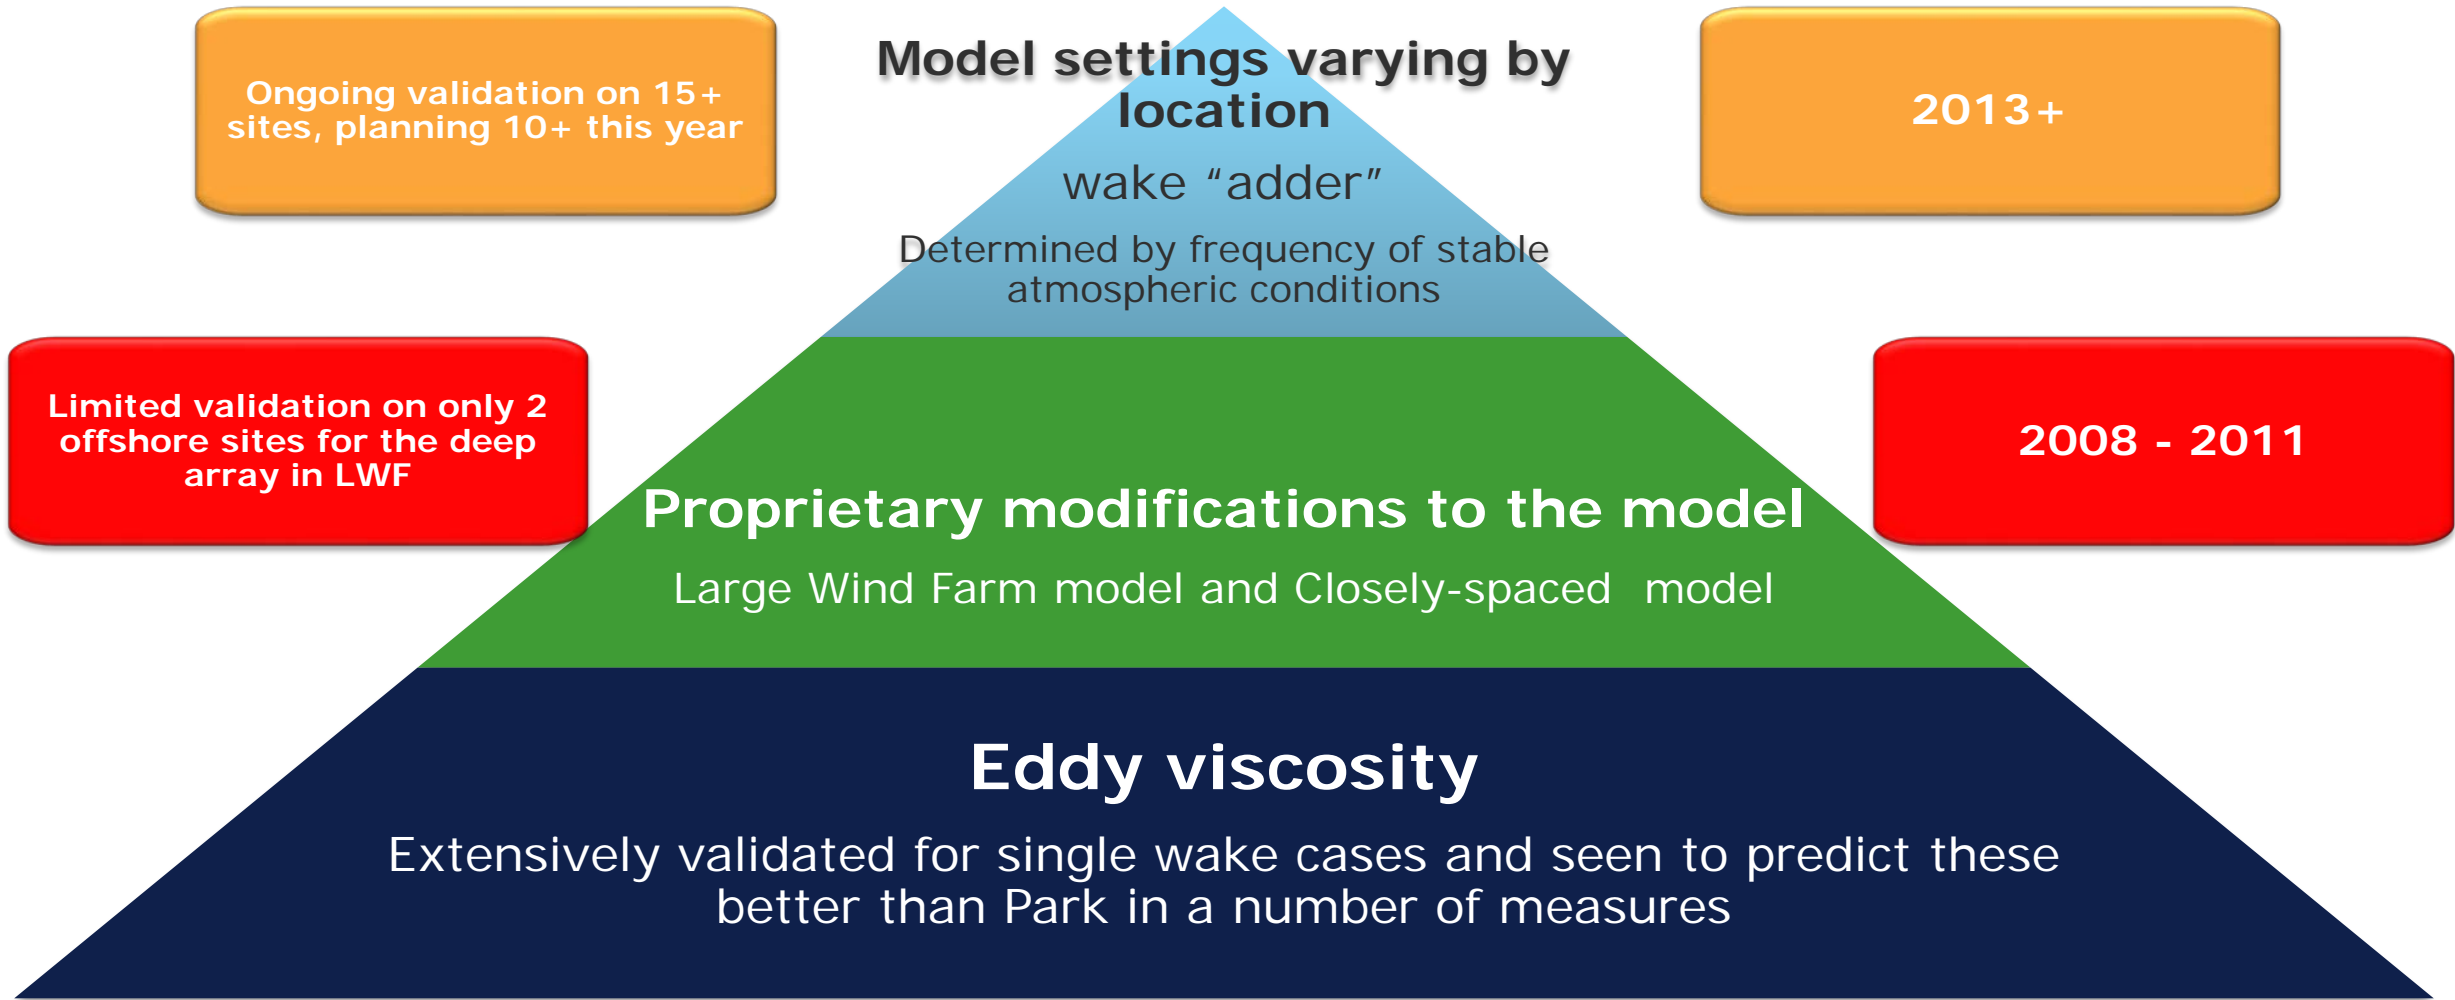 Ongoing validation on 15+
sites, planning 10+ this year
Model settings varying by
location
wake “adder”
Determined by frequency of stable
atmospheric conditions
2013+
Limited validation on only 2
offshore sites for the deep
array in LWF
Proprietary modifications to the model
Large Wind Farm model and Closely-spaced  model
2008 - 2011
Eddy viscosity
Extensively validated for single wake cases and seen to predict these
better than Park in a number of measures